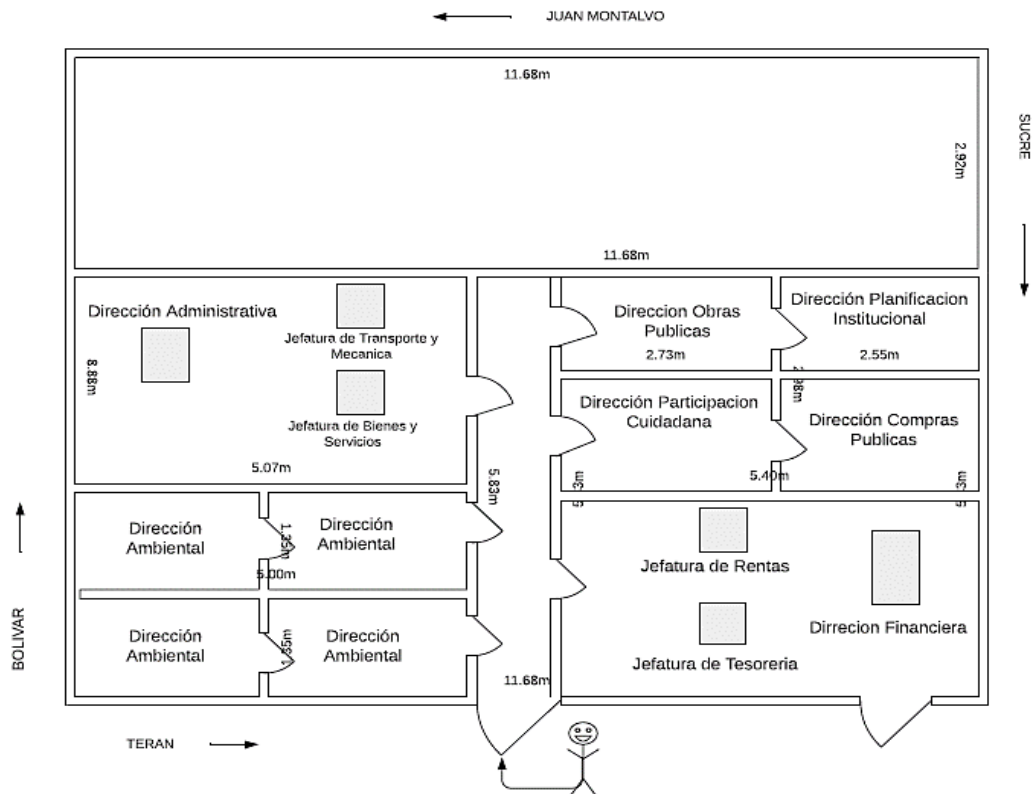 JUAN MONTALVO
11.68m
SUCRE
2.92m
11.68m
Dirección Administrativa
Jefatura de Transporte y
Mecanica
8.88m
Jefatura de Bienes y
Servicios
5.07m
Direccion Obras
Publicas
2.73m
Dirección Planificacion
Institucional
2.55m
Dirección Participacion
Cuidadana
Dirección Compras
Publicas
5.40m
5.83m
Dirección
Ambiental
1.35m
Dirección
Ambiental
5.00m
Jefatura de Rentas
Dirrecion Financiera
Jefatura de Tesoreria
BOLIVAR
Dirección
Ambiental
Dirección
Ambiental
11.68m
TERAN